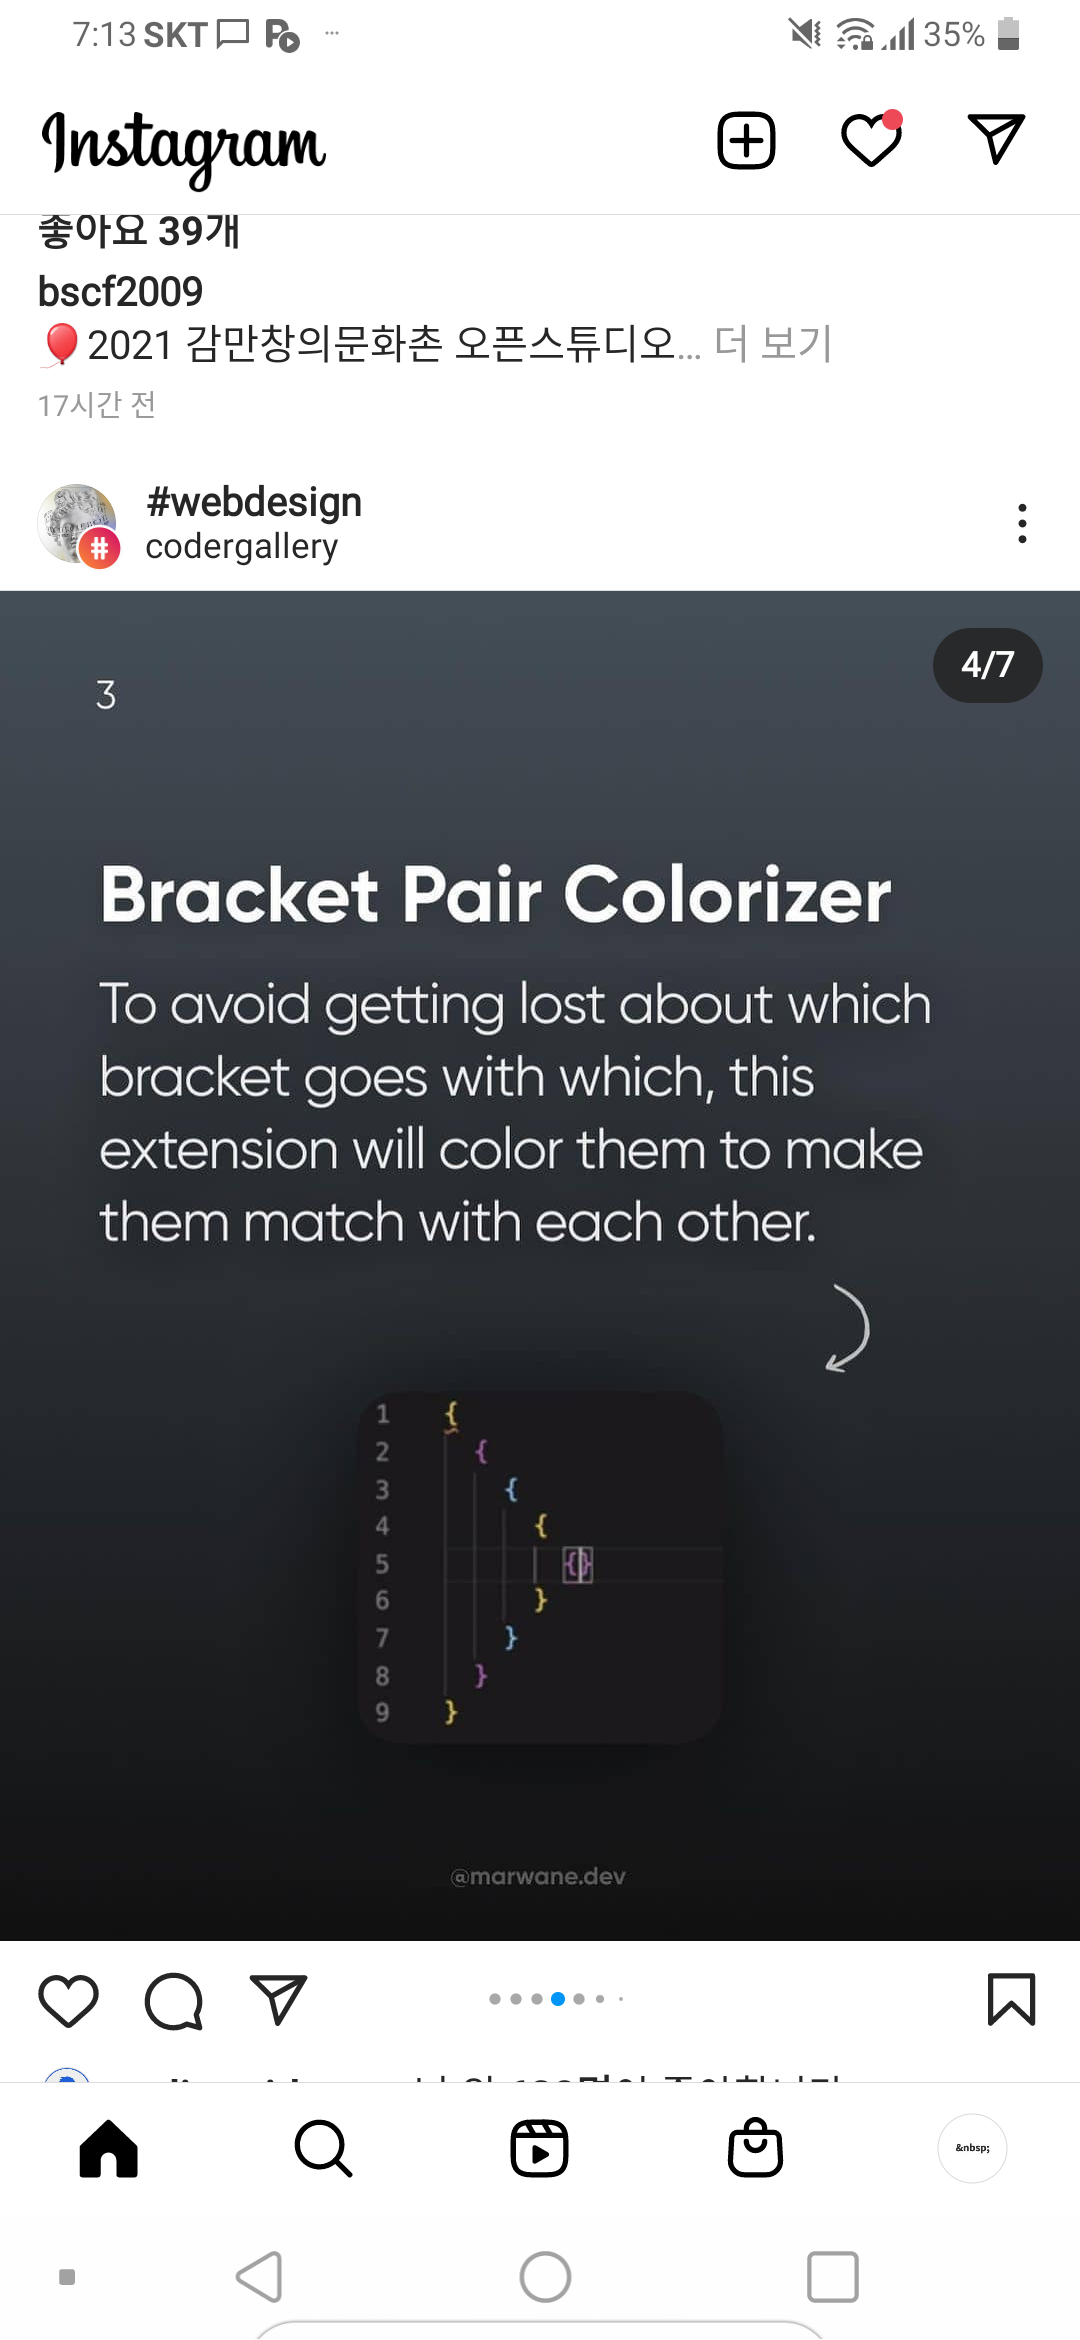 7:13 SKT
35%
Instagram
좋아요 39개
bscf2009
🎈2021 감만창의문화촌 오픈스튜디오... 더 보기
17시간 전
#webdesign
codergallery
4/7
3
Bracket Pair Colorizer
To avoid getting lost about which
bracket goes with which, this
extension will color them to make
them match with each other.
1 {
2 {
3 {
4 {
5 {}
6 }
7 }
8 }
9 }
@marwane.dev
&nbsp;